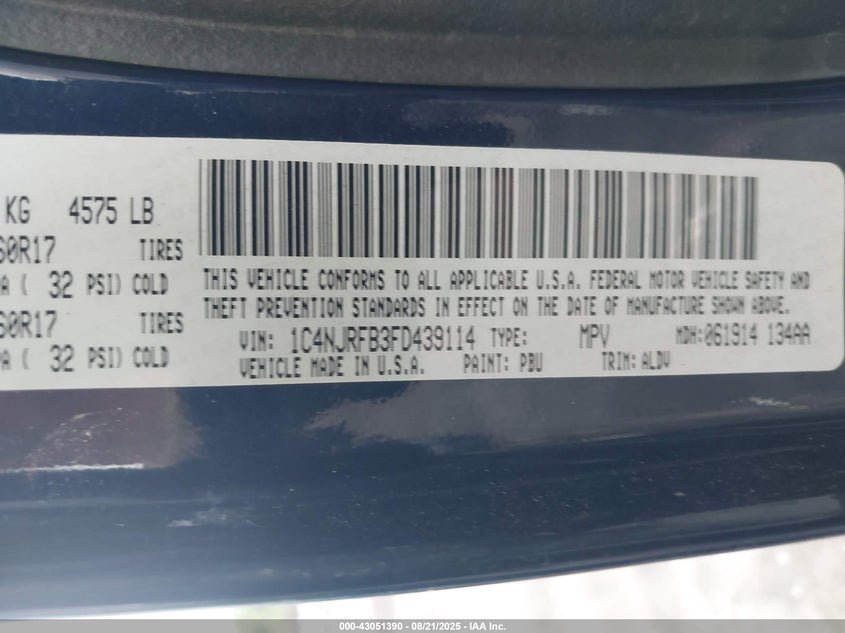 KG 4575 LB
TIRES
( 32 PSI) COLD
TIRES
( 32 PSI) COLD
THIS VEHICLE CONFORMS TO ALL APPLICABLE U.S.A. FEDERAL MOTOR VEHICLE SAFETY AND
THEFT PREVENTION STANDARDS IN EFFECT ON THE DATE OF MANUFACTURE SHOWN ABOVE.
VIN: 1C4NJRFB3FD439114 TYPE: MPV MDH:061914 134AA
VEHICLE MADE IN U.S.A. PAINT: PBU TRIM: ALDV
000-43051390 - 08/21/2025 - IAA Inc.